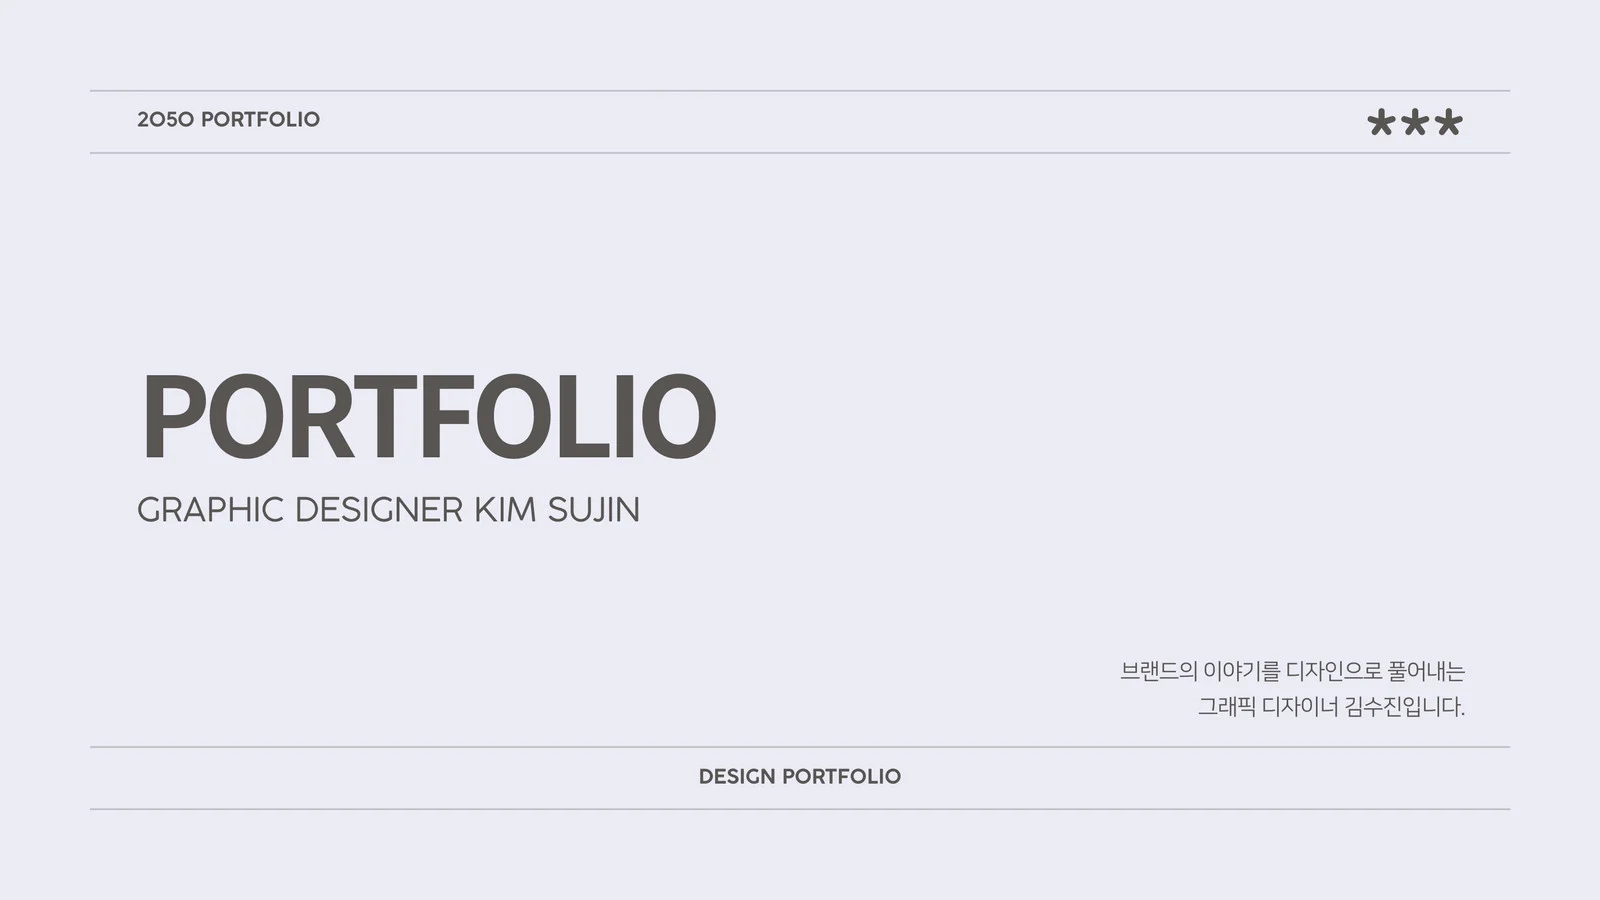 2050 PORTFOLIO
***
PORTFOLIO
GRAPHIC DESIGNER KIM SUJIN
브랜드의 이야기를 디자인으로 풀어내는
그래픽 디자이너 김수진입니다.
DESIGN PORTFOLIO